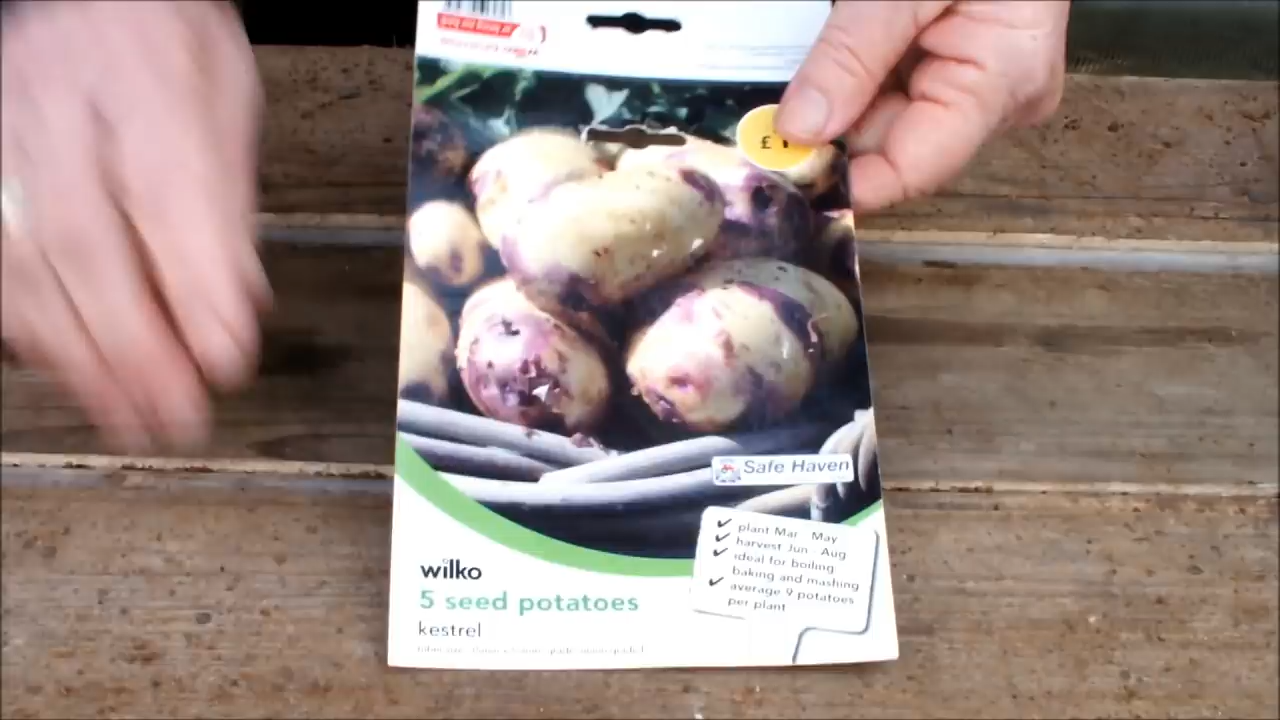 £1
Safe Haven
plant Mar - May
harvest Jun - Aug
ideal for boiling
baking and mashing
average 9 potatoes
per plant
wilko
5 seed potatoes
kestrel